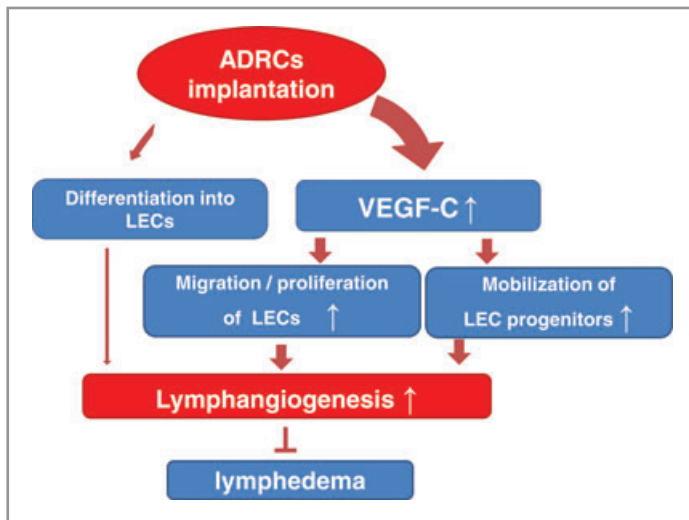 ADRCs
implantation
Differentiation into
LECs
VEGF-C ↑
Migration / proliferation
of LECs ↑
Mobilization of
LEC progenitors ↑
Lymphangiogenesis ↑
lymphedema